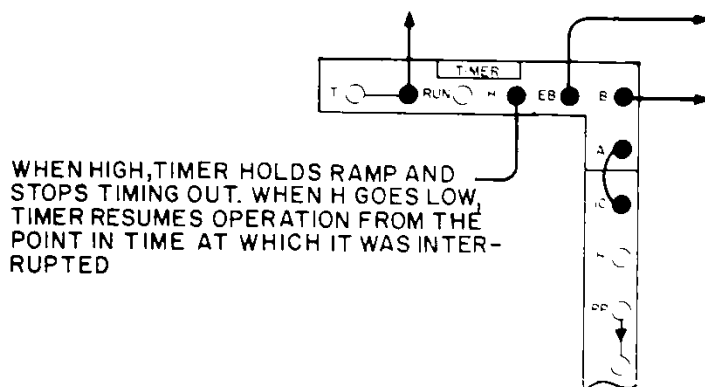 T-MER
T RUN H EB B
A
WHEN HIGH, TIMER HOLDS RAMP AND
STOPS TIMING OUT. WHEN H GOES LOW,
TIMER RESUMES OPERATION FROM THE
POINT IN TIME AT WHICH IT WAS INTER-
RUPTED